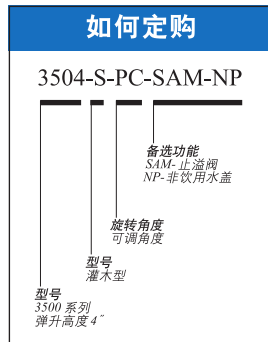 如何定购
3504-S-PC-SAM-NP
备选功能
SAM-止溢阀
NP-非饮用水盖
旋转角度
可调角度
型号
灌木型
型号
3500 系列
弹升高度 4″